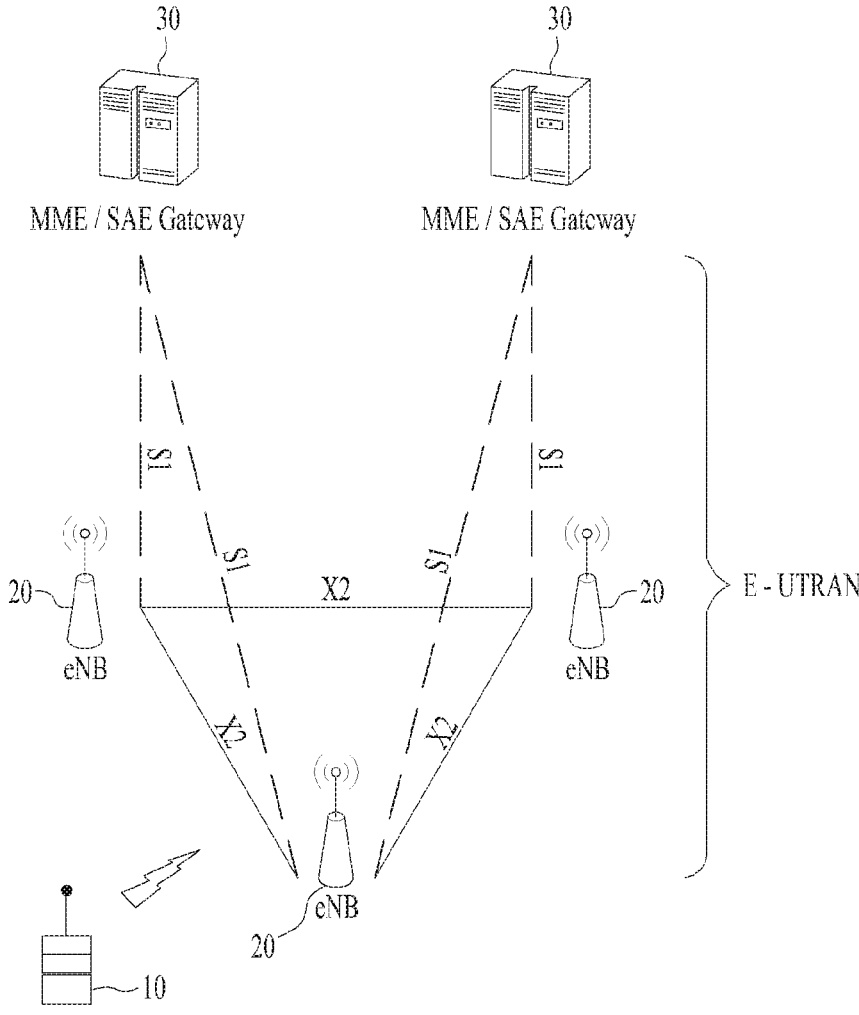 30
30
MME / SAE Gateway
MME / SAE Gateway
S1
S1
S1
S1
X2
20
20
E - UTRAN
eNB
eNB
X2
X2
eNB
20
10